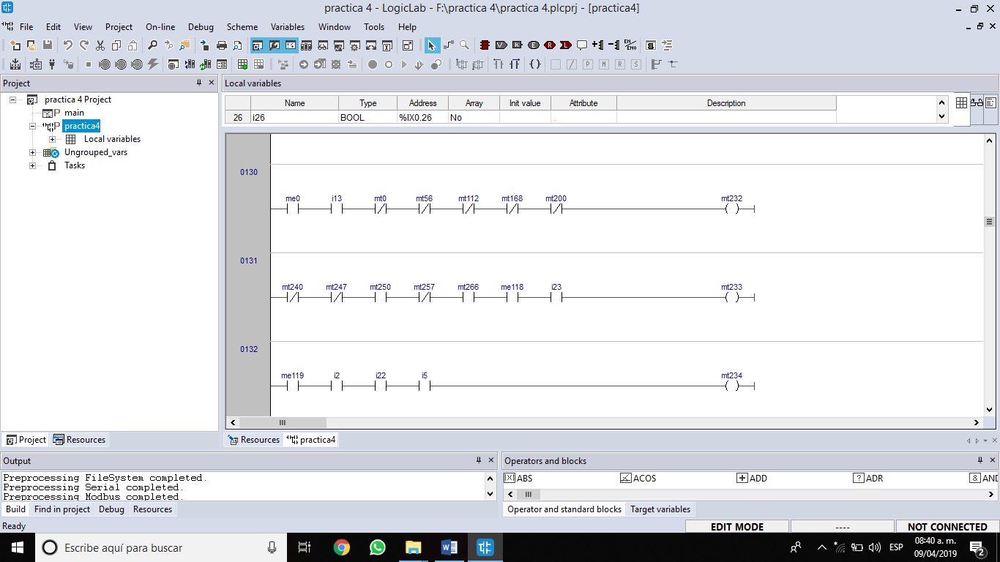 practica 4 - LogicLab - F:\practica 4\practica 4.plcprj - [practica4]
File Edit View Project On-line Debug Scheme Variables Window Tools Help
Project
practica 4 Project
main
practica4
Local variables
Ungrouped_vars
Tasks
Project Resources
Local variables
Name Type Address Array Init value Attribute Description
26 i26 BOOL %IX0.26 No ..
0130
me0 i13 mt0 mt56 mt112 mt168 mt200 mt232
0131
mt240 mt247 mt250 mt257 mt266 me118 i23 mt233
0132
me119 i2 i22 i5 mt234
Resources practica4
Output
Preprocessing FileSystem completed.
Preprocessing Serial completed.
Preprocessing Modbus completed.
Build Find in project Debug Resources
Operators and blocks
ABS ACOS ADD ADR AND
Operator and standard blocks Target variables
Ready
EDIT MODE ---- NOT CONNECTED
Escribe aquí para buscar
ESP
08:40 a. m.
09/04/2019
2